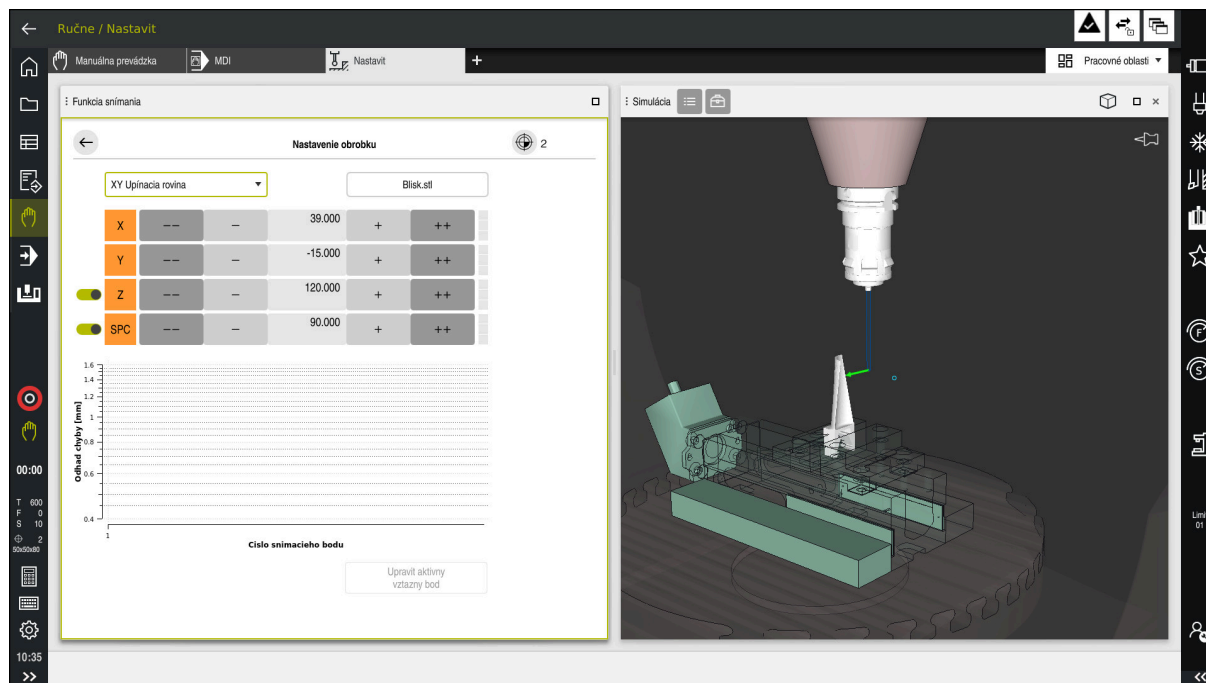 Ručne / Nastavit
Manuálna prevádzka
MDI
Nastavit
+
Pracovné oblasti
Funkcia snímania
Simulácia
Nastavenie obrobku
2
XY Upínacia rovina
Blisk.stl
X -- - 39.000 + ++
Y -- - -15.000 + ++
Z -- - 120.000 + ++
SPC -- - 90.000 + ++
1.6
1.4
1.2
1
0.8
0.6
0.4
Odhad chyby [mm]
1
Cislo snimacieho bodu
Upravit aktivny
vztazny bod
00:00
T 600
F 0
S 10
2
50x50x80
10:35
F
S
Limit
01